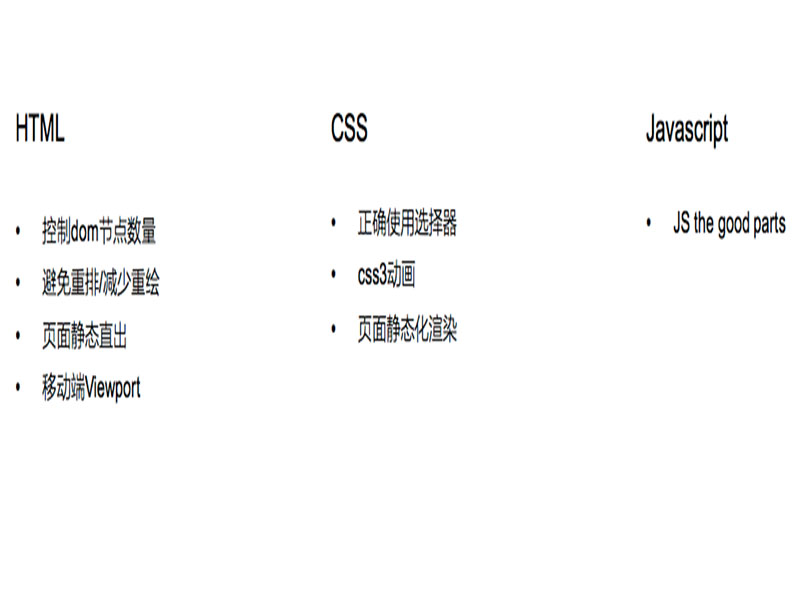 HTML
控制dom节点数量
避免重排/减少重绘
页面静态直出
移动端Viewport
CSS
正确使用选择器
css3动画
页面静态化渲染
Javascript
JS the good parts